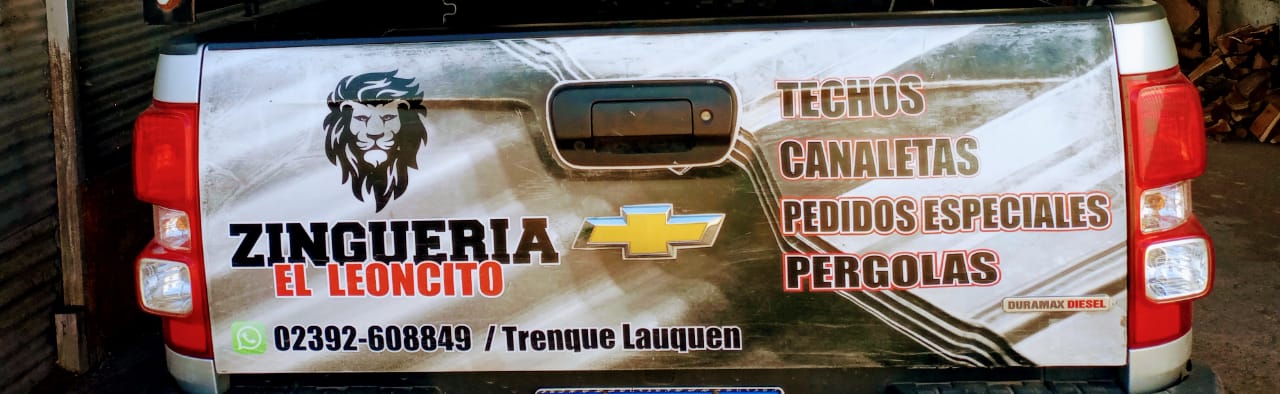 ZINGUERIA
EL LEONCITO
02392-608849 / Trenque Lauquen
TECHOS
CANALETAS
PEDIDOS ESPECIALES
PERGOLAS
DURAMAX DIESEL